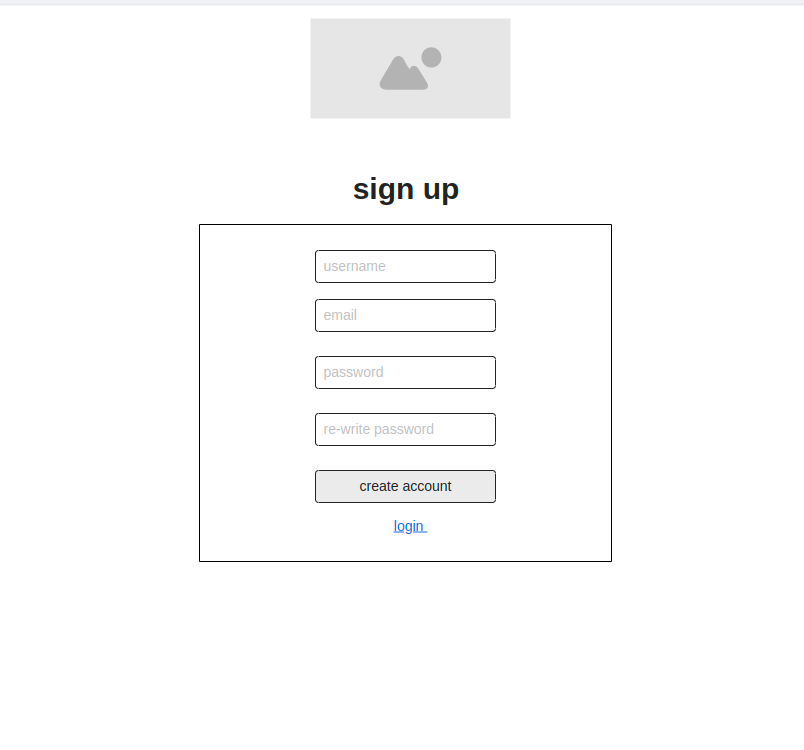 sign up
username
email
password
re-write password
create account
login